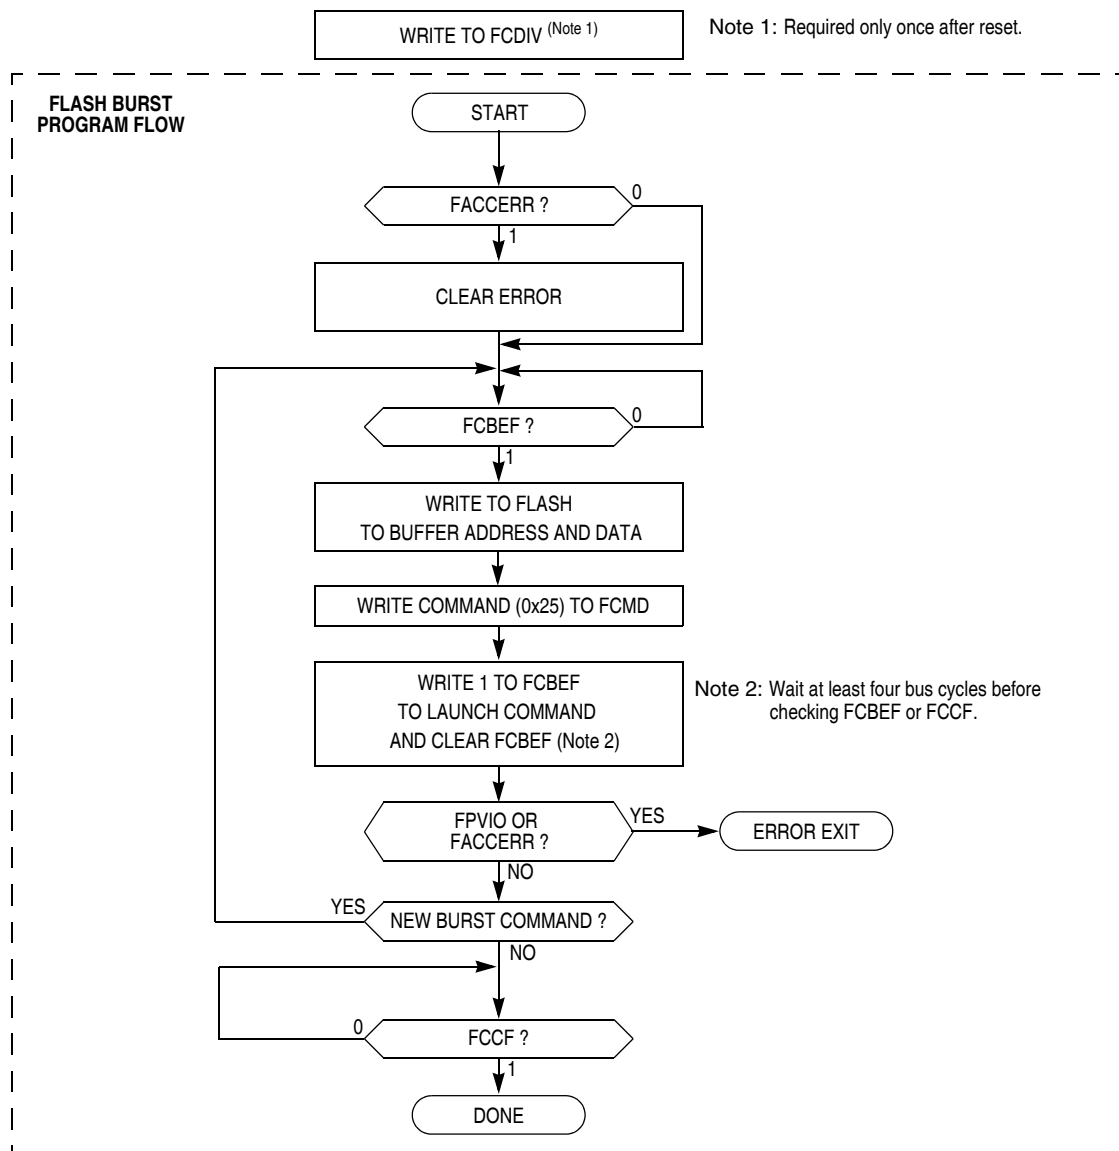 WRITE TO FCDIV (Note 1)
Note 1: Required only once after reset.
FLASH BURST
PROGRAM FLOW
START
FACCERR ?
0
1
CLEAR ERROR
FCBEF ?
0
1
WRITE TO FLASH
TO BUFFER ADDRESS AND DATA
WRITE COMMAND (0x25) TO FCMD
WRITE 1 TO FCBEF
TO LAUNCH COMMAND
AND CLEAR FCBEF (Note 2)
Note 2: Wait at least four bus cycles before
checking FCBEF or FCCF.
FPVIO OR
FACCERR ?
YES
ERROR EXIT
NO
YES
NEW BURST COMMAND ?
NO
0
FCCF ?
1
DONE